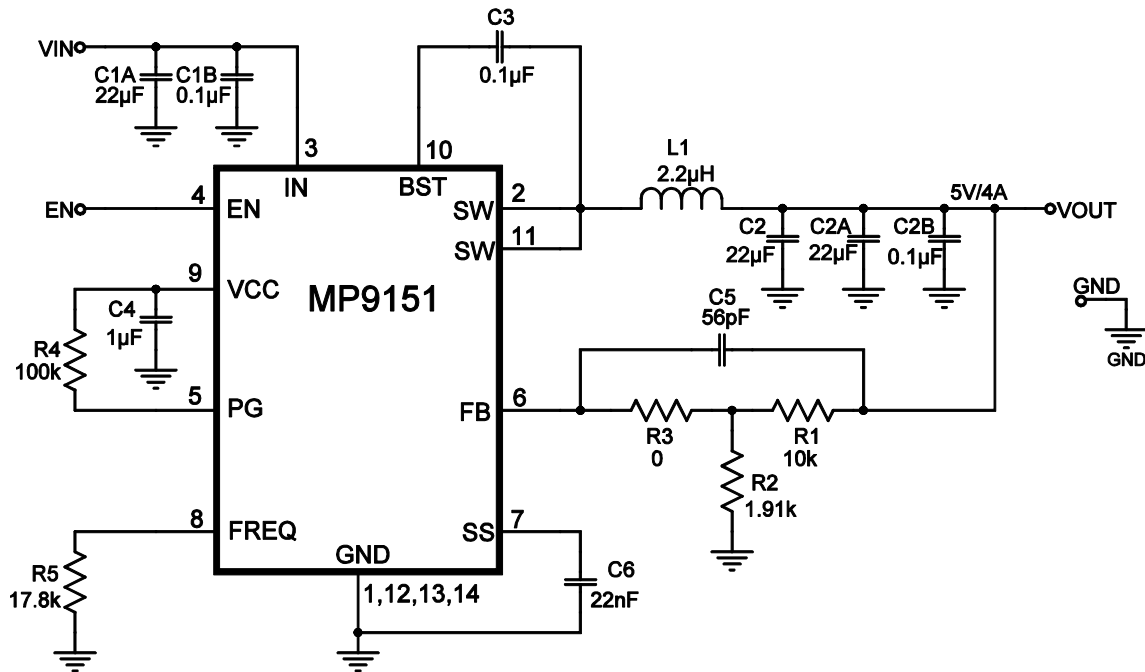 C3
0.1µF
VIN
C1A
22µF
C1B
0.1µF
3
10
IN
BST
L1
2.2µH
EN
4
EN
SW
2
5V/4A
VOUT
SW
11
C2
22µF
C2A
22µF
C2B
0.1µF
9
VCC
MP9151
C4
1µF
R4
100k
GND
GND
C5
56pF
5
PG
FB
6
R3
0
R1
10k
R2
1.91k
8
FREQ
SS
7
GND
R5
17.8k
1,12,13,14
C6
22nF